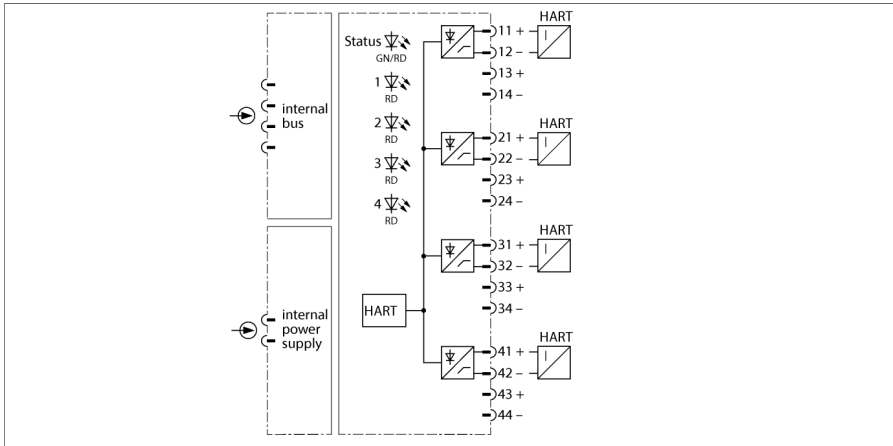 internal
bus
internal
power
supply
Status
GN/RD
1
RD
2
RD
3
RD
4
RD
HART
11 +
12 –
13 +
14 –
HART
I
21 +
22 –
23 +
24 –
HART
I
31 +
32 –
33 +
34 –
HART
I
41 +
42 –
43 +
44 –
HART
I